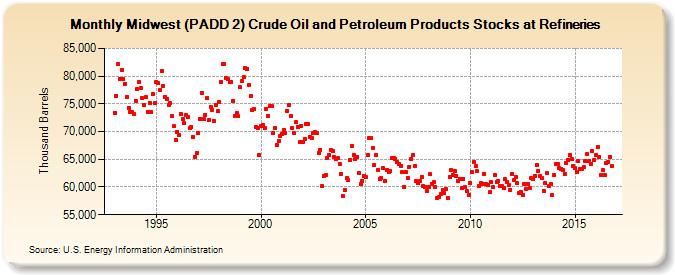 Monthly Midwest (PADD 2) Crude Oil and Petroleum Products Stocks at Refineries
Thousand Barrels
85,000
80,000
75,000
70,000
65,000
60,000
55,000
1995 2000 2005 2010 2015
Source: U.S. Energy Information Administration